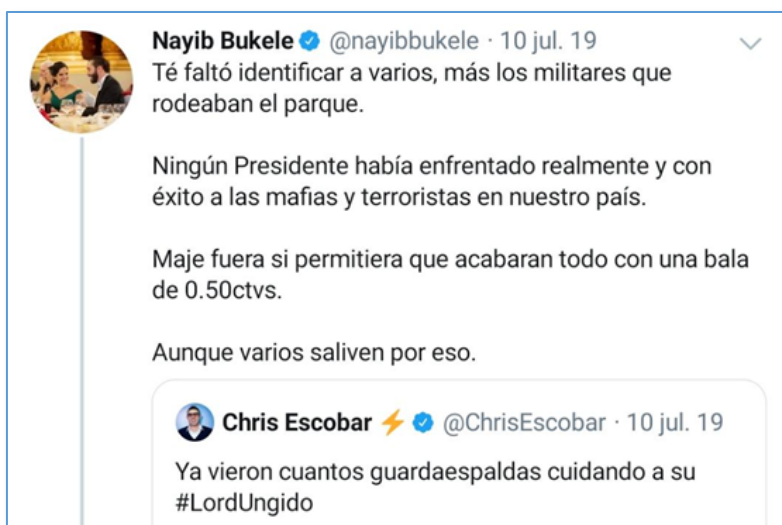 Nayib Bukele @nayibbukele · 10 jul. 19
Té faltó identificar a varios, más los militares que
rodeaban el parque.
Ningún Presidente había enfrentado realmente y con
éxito a las mafias y terroristas en nuestro país.
Maje fuera si permitiera que acabaran todo con una bala
de 0.50ctvs.
Aunque varios saliven por eso.
Chris Escobar ⚡ @ChrisEscobar · 10 jul. 19
Ya vieron cuantos guardaespaldas cuidando a su
#LordUngido